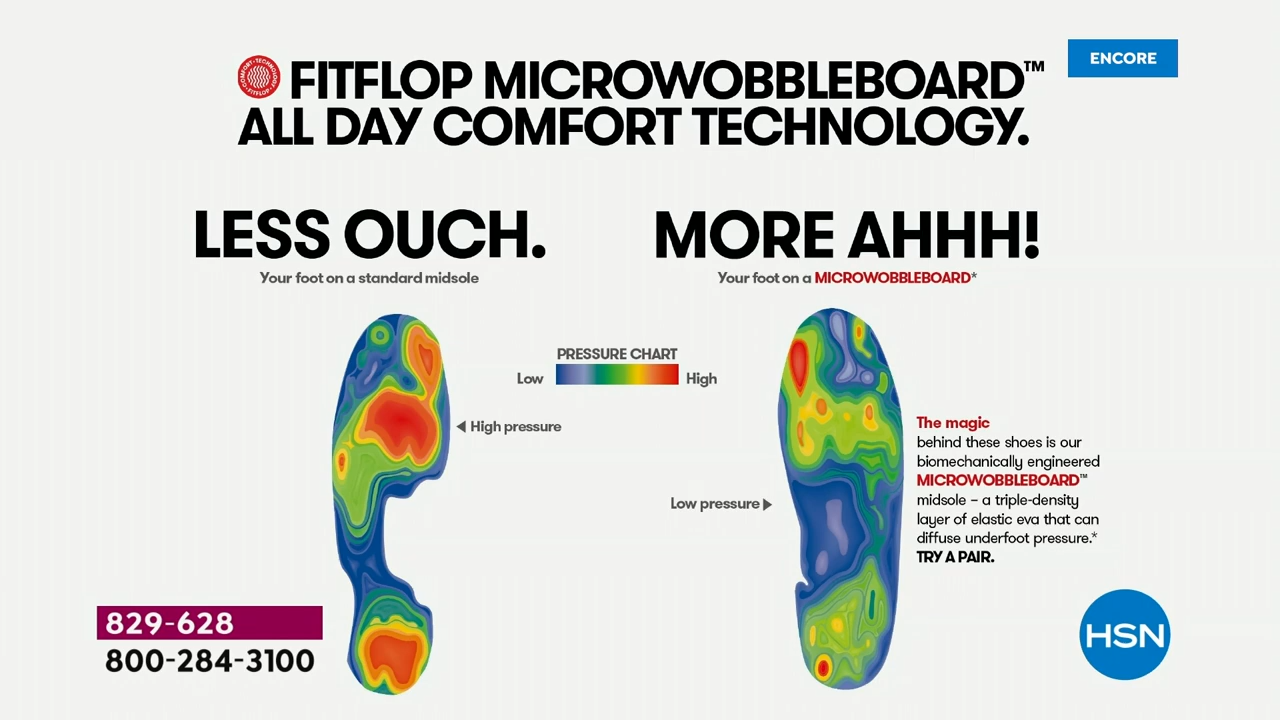 ENCORE
FITFLOP MICROWOBBLEBOARD™
ALL DAY COMFORT TECHNOLOGY.
LESS OUCH.
Your foot on a standard midsole
MORE AHHH!
Your foot on a MICROWOBBLEBOARD*
PRESSURE CHART
Low
High
High pressure
Low pressure
The magic
behind these shoes is our
biomechanically engineered
MICROWOBBLEBOARD™
midsole – a triple-density
layer of elastic eva that can
diffuse underfoot pressure.*
TRY A PAIR.
829-628
800-284-3100
HSN